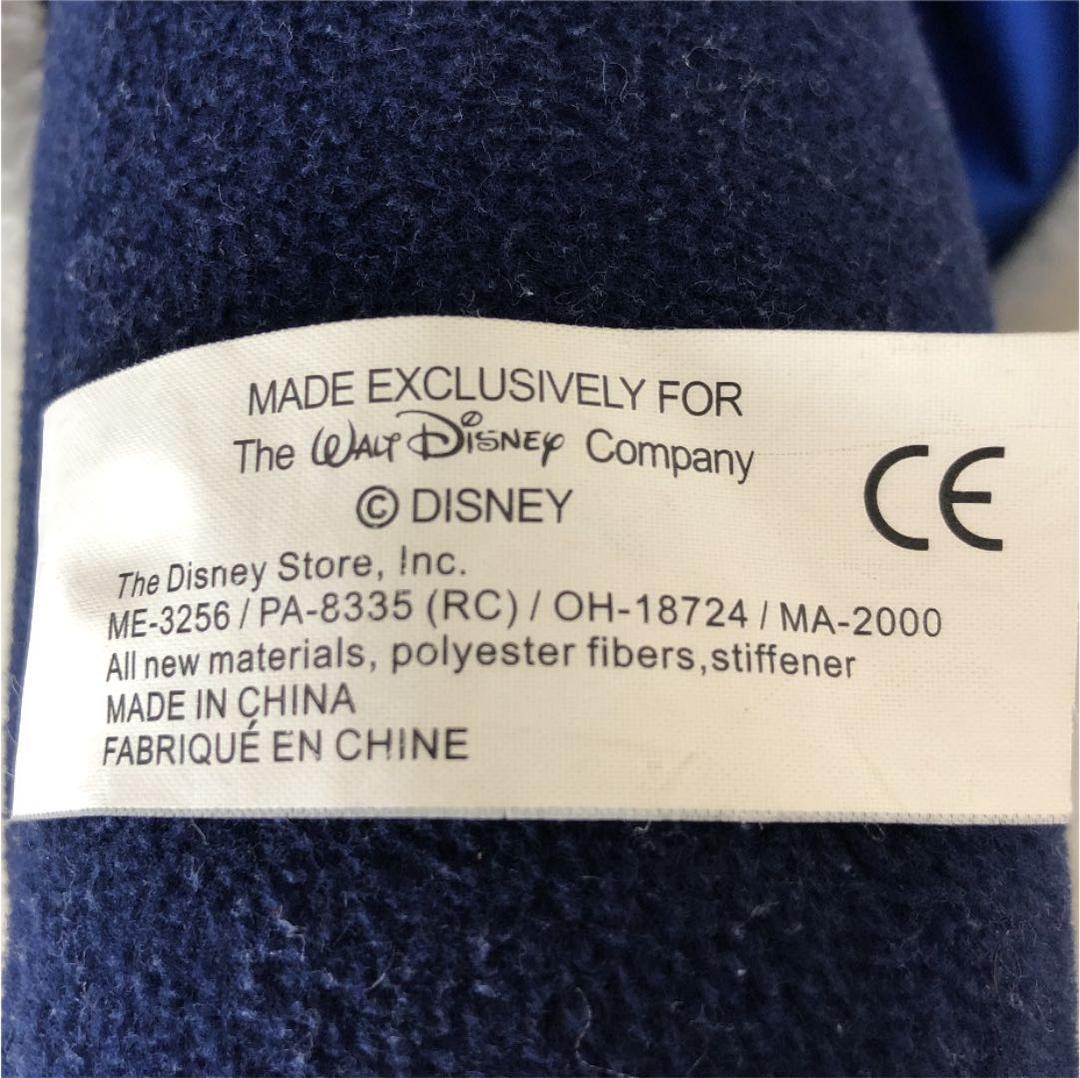 MADE EXCLUSIVELY FOR
The WALT DISNEY Company
© DISNEY
CE
The Disney Store, Inc.
ME-3256 / PA-8335 (RC) / OH-18724 / MA-2000
All new materials, polyester fibers,stiffener
MADE IN CHINA
FABRIQUÉ EN CHINE